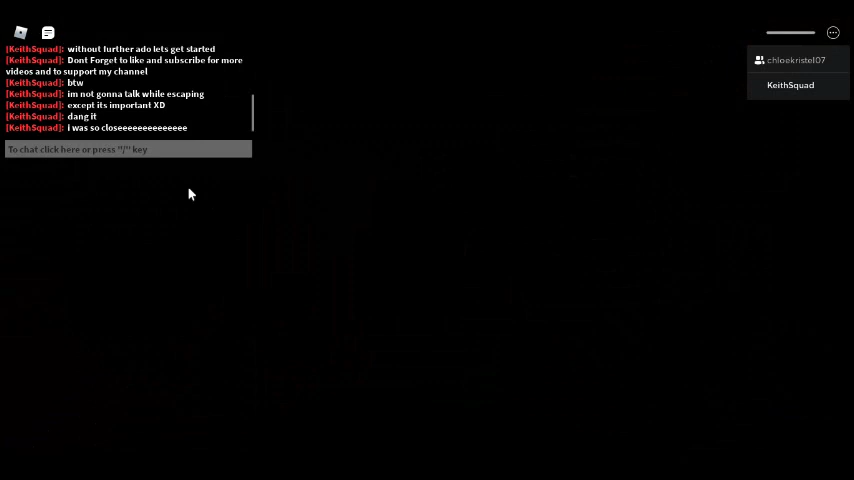 [KeithSquad]: without further ado lets get started
[KeithSquad]: Dont Forget to like and subscribe for more
videos and to support my channel
[KeithSquad]: btw
[KeithSquad]: im not gonna talk while escaping
[KeithSquad]: except its important XD
[KeithSquad]: dang it
[KeithSquad]: i was so closeeeeeeeeeeeeee
To chat click here or press "/" key
chloekristel07
KeithSquad